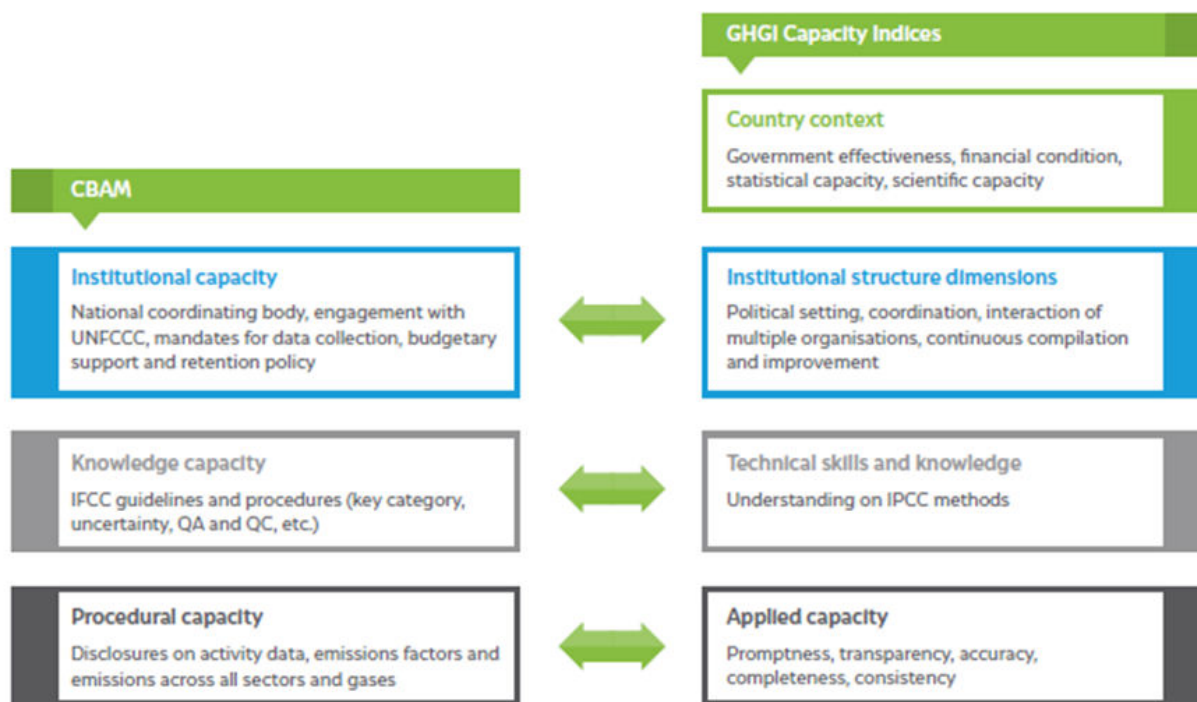 GHGI Capacity Indices
Country context
Government effectiveness, financial condition,
statistical capacity, scientific capacity
CBAM
Institutional capacity
National coordinating body, engagement with
UNFCCC, mandates for data collection, budgetary
support and retention policy
Institutional structure dimensions
Political setting, coordination, interaction of
multiple organisations, continuous compilation
and improvement
Knowledge capacity
IFCC guidelines and procedures (key category,
uncertainty, QA and QC, etc.)
Technical skills and knowledge
Understanding on IPCC methods
Procedural capacity
Disclosures on activity data, emissions factors and
emissions across all sectors and gases
Applied capacity
Promptness, transparency, accuracy,
completeness, consistency